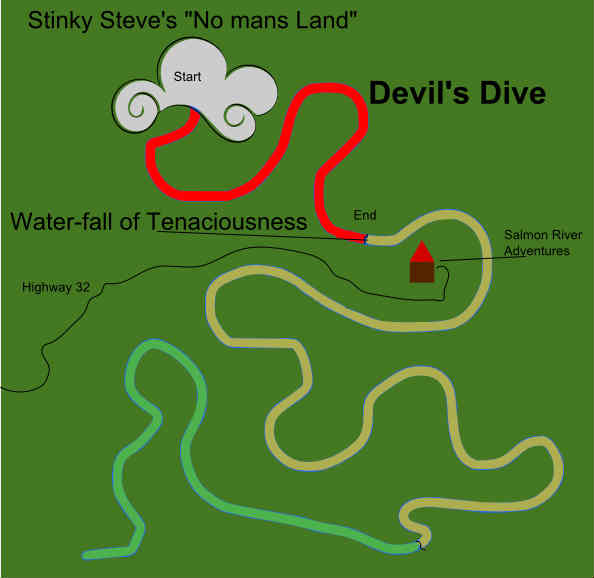 Stinky Steve's "No mans Land"
Start
Devil's Dive
Water-fall of Tenaciousness
End
Salmon River
Adventures
Highway 32